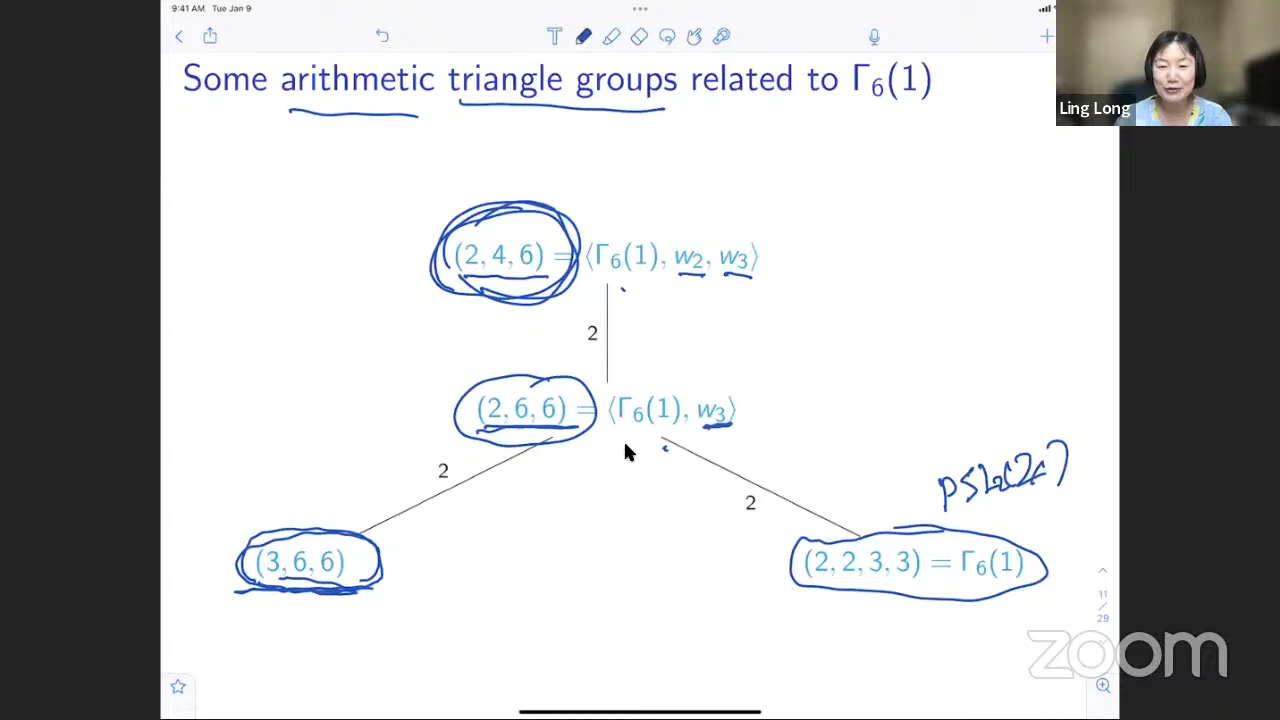 9:41 AM Tue Jan 9
Some arithmetic triangle groups related to Γ₆(1)
Ling Long
(2, 4, 6) = ⟨Γ₆(1), w₂, w₃⟩
2
(2, 6, 6) = ⟨Γ₆(1), w₃⟩
2
2
(3, 6, 6)
(2, 2, 3, 3) = Γ₆(1)
11
/
29
zoom